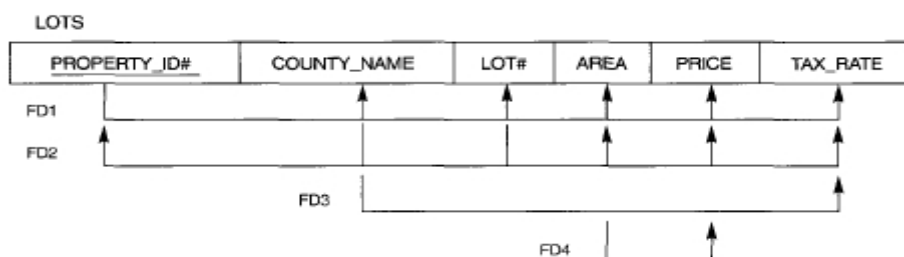 LOTS
PROPERTY_ID# COUNTY_NAME LOT# AREA PRICE TAX_RATE
FD1
FD2
FD3
FD4